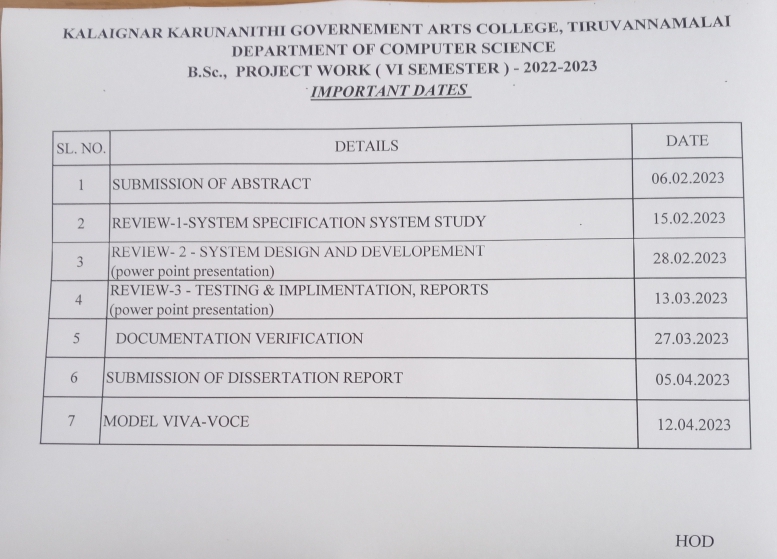 KALAIGNAR KARUNANITHI GOVERNEMENT ARTS COLLEGE, TIRUVANNAMALAI
DEPARTMENT OF COMPUTER SCIENCE
B.Sc., PROJECT WORK ( VI SEMESTER ) - 2022-2023
IMPORTANT DATES
SL. NO. DETAILS DATE
1 SUBMISSION OF ABSTRACT 06.02.2023
2 REVIEW-1-SYSTEM SPECIFICATION SYSTEM STUDY 15.02.2023
3 REVIEW- 2 - SYSTEM DESIGN AND DEVELOPEMENT 28.02.2023
(power point presentation)
4 REVIEW-3 - TESTING & IMPLIMENTATION, REPORTS 13.03.2023
(power point presentation)
5 DOCUMENTATION VERIFICATION 27.03.2023
6 SUBMISSION OF DISSERTATION REPORT 05.04.2023
7 MODEL VIVA-VOCE 12.04.2023
HOD